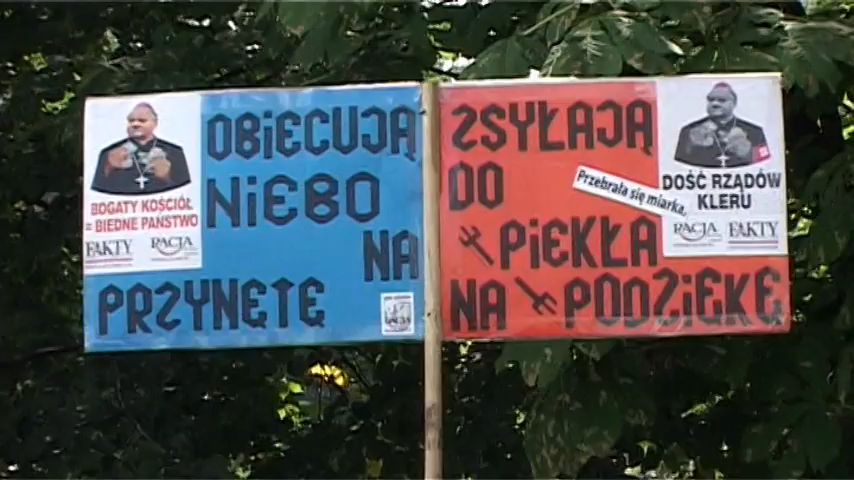 OBIECUJĄ
NIEBO
NA
PRZYNĘTĘ
BOGATY KOŚCIÓŁ
= BIEDNE PAŃSTWO
FAKTY RACJA
RACJA
ZSYŁAJĄ
DO
PIEKŁA
NA PODZIĘKĘ
Przebrała się miarka,
DOŚĆ RZĄDÓW
KLERU
RACJA FAKTY